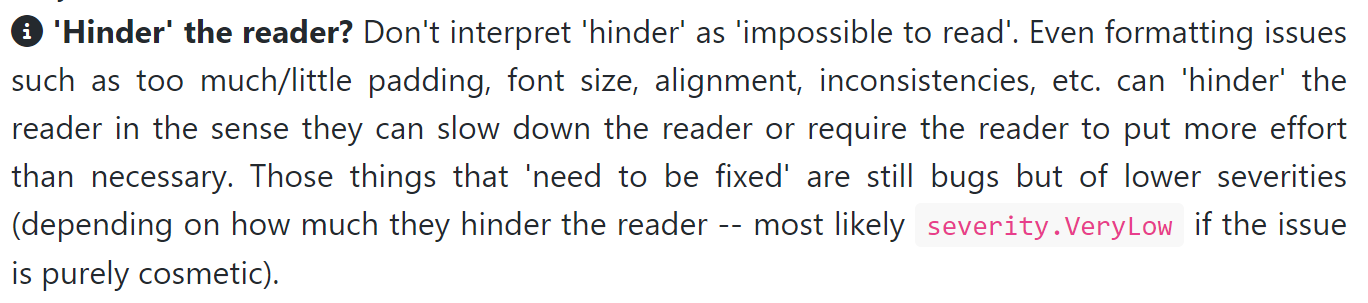 'Hinder' the reader? Don't interpret 'hinder' as 'impossible to read'. Even formatting issues
such as too much/little padding, font size, alignment, inconsistencies, etc. can 'hinder' the
reader in the sense they can slow down the reader or require the reader to put more effort
than necessary. Those things that 'need to be fixed' are still bugs but of lower severities
(depending on how much they hinder the reader -- most likely severity.VeryLow if the issue
is purely cosmetic).